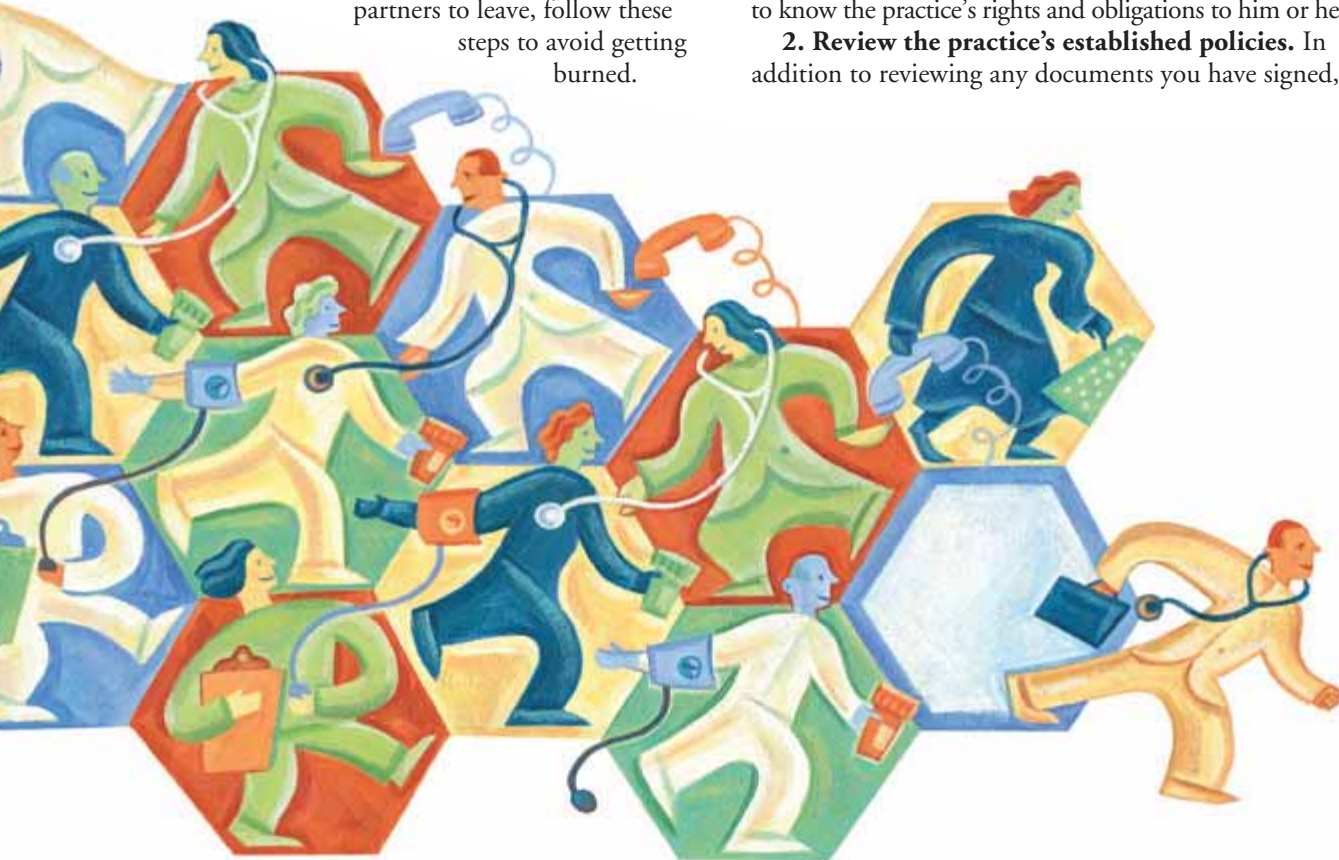 partners to leave, follow these
steps to avoid getting
burned.
to know the practice’s rights and obligations to him or he
2. Review the practice’s established policies. In
addition to reviewing any documents you have signed,